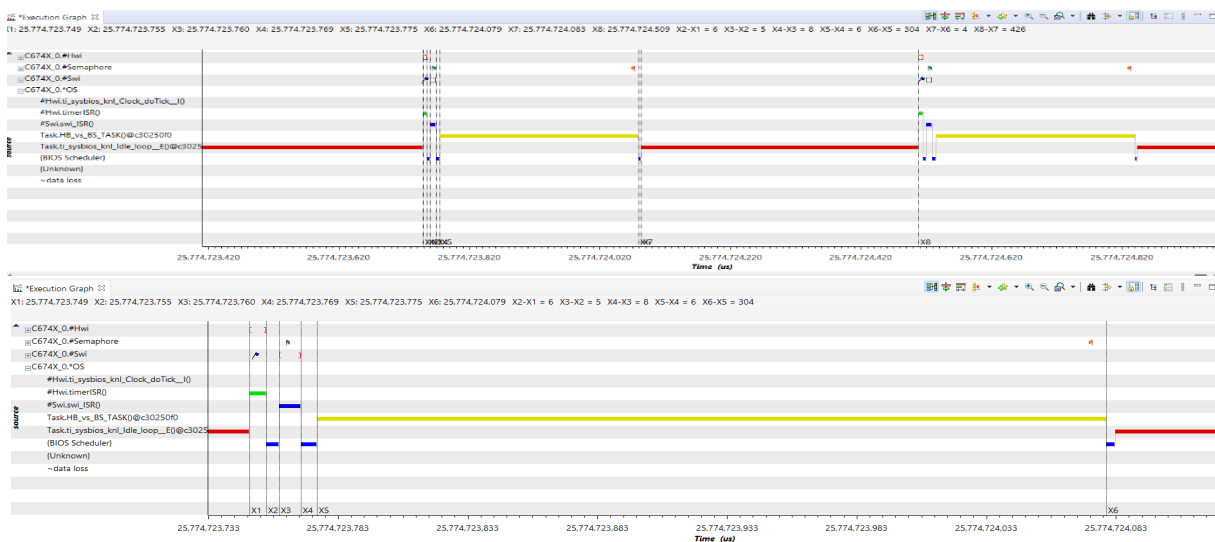 *Execution Graph
X1: 25.774.723.749 X2: 25.774.723.755 X3: 25.774.723.760 X4: 25.774.723.769 X5: 25.774.723.775 X6: 25.774.724.079 X7: 25.774.724.083 X8: 25.774.724.509 X2-X1 = 6 X3-X2 = 5 X4-X3 = 8 X5-X4 = 6 X6-X5 = 304 X7-X6 = 4 X8-X7 = 426
C674X_0.#Hwi
C674X_0.#Semaphore
C674X_0.#Swi
C674X_0.*OS
#Hwi.ti_sysbios_knl_Clock_doTick__I()
#Hwi.timerISR()
#Swi.swi_ISR()
Task.HB_vs_BS_TASK()@c30250f0
Task.ti_sysbios_knl_Idle_loop__E()@c3025
(BIOS Scheduler)
(Unknown)
~data loss
source
X8
25.774.723.420 25.774.723.620 25.774.723.820 25.774.724.020 25.774.724.220 25.774.724.420 25.774.724.620 25.774.724.820
Time (us)
*Execution Graph
X1: 25.774.723.749 X2: 25.774.723.755 X3: 25.774.723.760 X4: 25.774.723.769 X5: 25.774.723.775 X6: 25.774.724.079 X2-X1 = 6 X3-X2 = 5 X4-X3 = 8 X5-X4 = 6 X6-X5 = 304
C674X_0.#Hwi
C674X_0.#Semaphore
C674X_0.#Swi
C674X_0.*OS
#Hwi.ti_sysbios_knl_Clock_doTick__I()
#Hwi.timerISR()
#Swi.swi_ISR()
Task.HB_vs_BS_TASK()@c30250f0
Task.ti_sysbios_knl_Idle_loop__E()@c3025
(BIOS Scheduler)
(Unknown)
~data loss
source
X1 X2 X3 X4 X5 X6
25.774.723.733 25.774.723.783 25.774.723.833 25.774.723.883 25.774.723.933 25.774.723.983 25.774.724.033 25.774.724.083
Time (us)